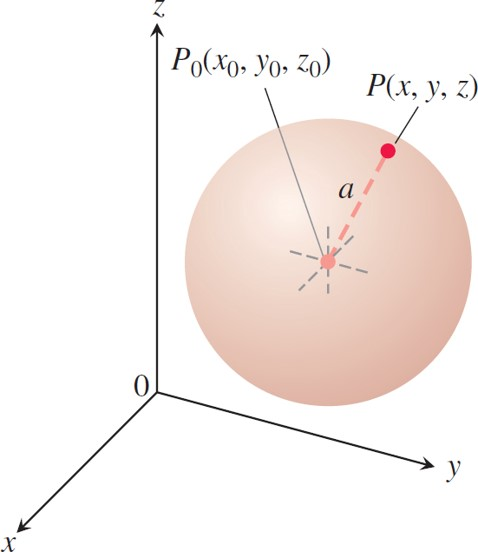 z
P₀(x₀, y₀, z₀)
P(x, y, z)
a
0
y
x